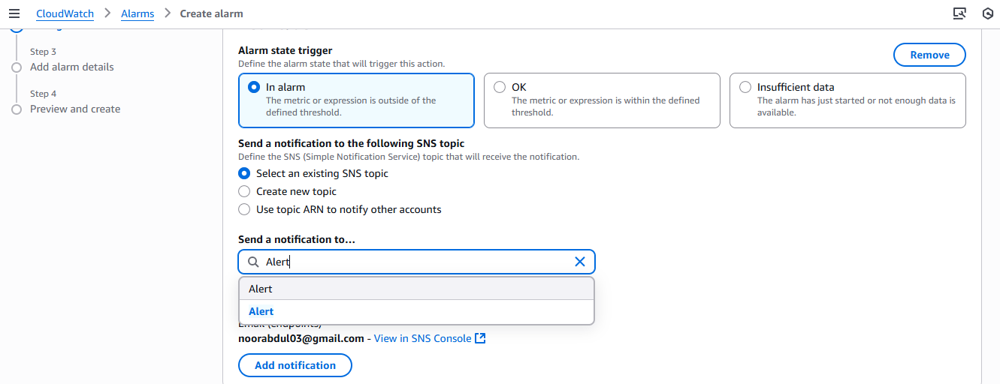 CloudWatch > Alarms > Create alarm
Step 3
Add alarm details
Step 4
Preview and create
Alarm state trigger
Define the alarm state that will trigger this action.
Remove
In alarm
The metric or expression is outside of the
defined threshold.
OK
The metric or expression is within the defined
threshold.
Insufficient data
The alarm has just started or not enough data is
available.
Send a notification to the following SNS topic
Define the SNS (Simple Notification Service) topic that will receive the notification.
Select an existing SNS topic
Create new topic
Use topic ARN to notify other accounts
Send a notification to…
Alert
Alert
Alert
Email (endpoints)
noorabdul03@gmail.com - View in SNS Console
Add notification